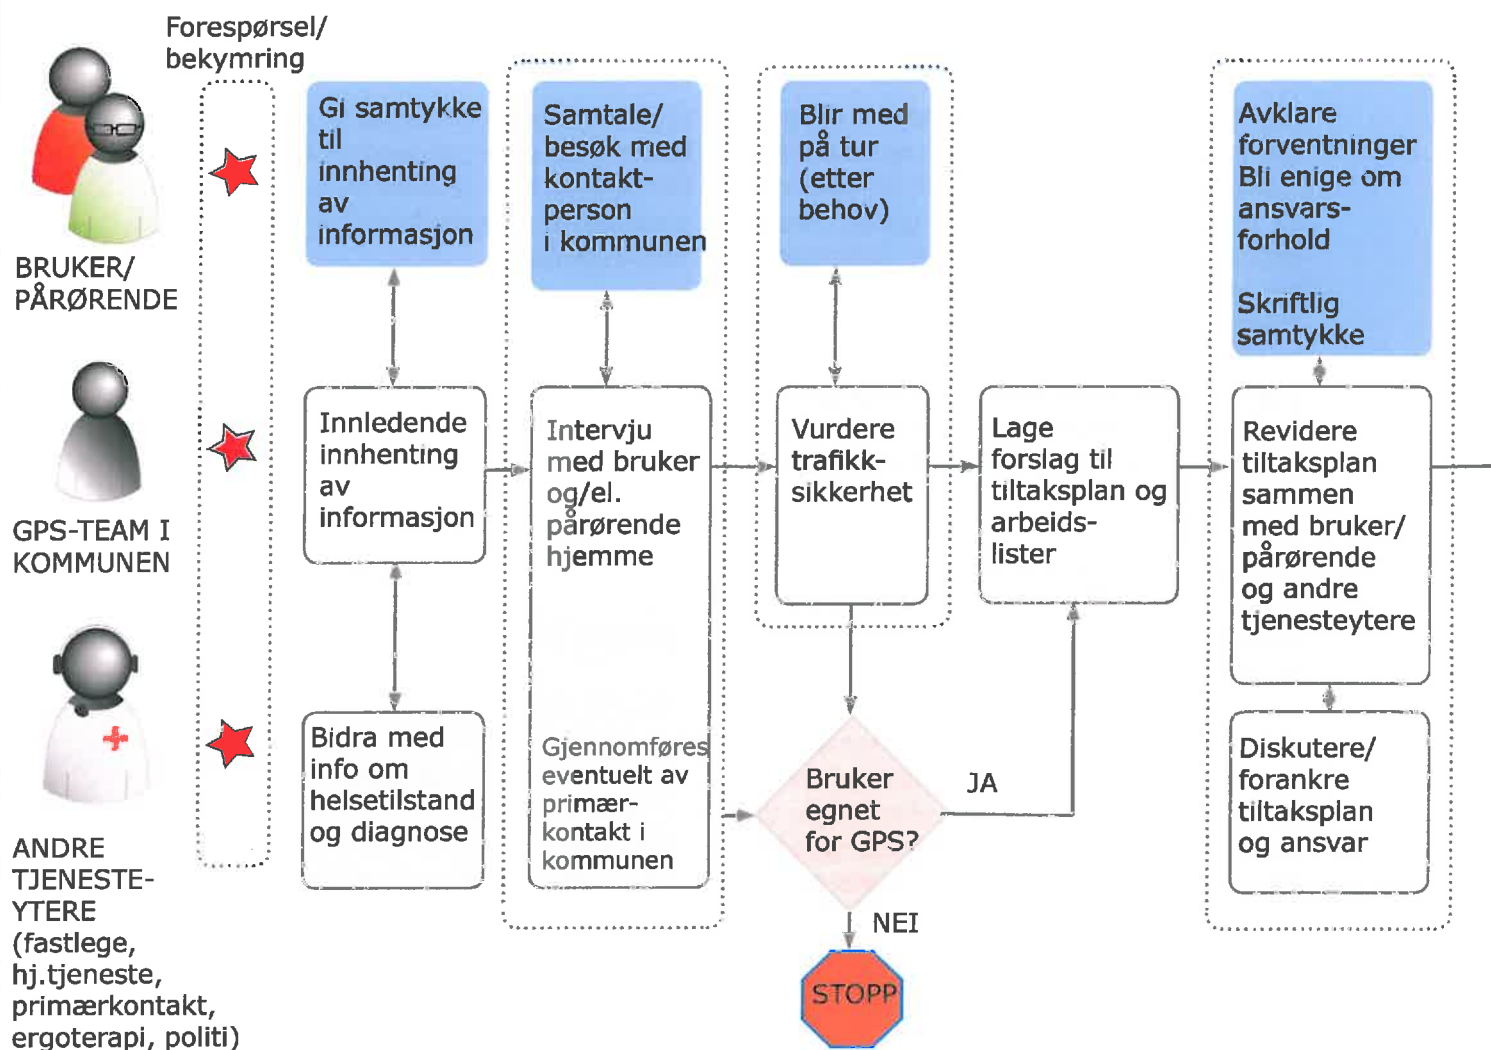 Forespørsel/
bekymring
BRUKER/
PÅRØRENDE
Gi samtykke
til
innhenting
av
informasjon
Samtale/
besøk med
kontakt-
person
i kommunen
Blir med
på tur
(etter
behov)
Avklare
forventninger
Bli enige om
ansvars-
forhold
Skriftlig
samtykke
GPS-TEAM I
KOMMUNEN
Innledende
innhenting
av
informasjon
Intervju
med bruker
og/el.
pårørende
hjemme
Vurdere
trafikk-
sikkerhet
Lage
forslag til
tiltaksplan og
arbeids-
lister
Revidere
tiltaksplan
sammen
med bruker/
pårørende
og andre
tjenesteytere
ANDRE
TJENESTE-
YTERE
(fastlege,
hj.tjeneste,
primærkontakt,
ergoterapi, politi)
Bidra med
info om
helsetilstand
og diagnose
Gjennomføres
eventuelt av
primær-
kontakt i
kommunen
Bruker
egnet
for GPS?
JA
NEI
STOPP
Diskutere/
forankre
tiltaksplan
og ansvar